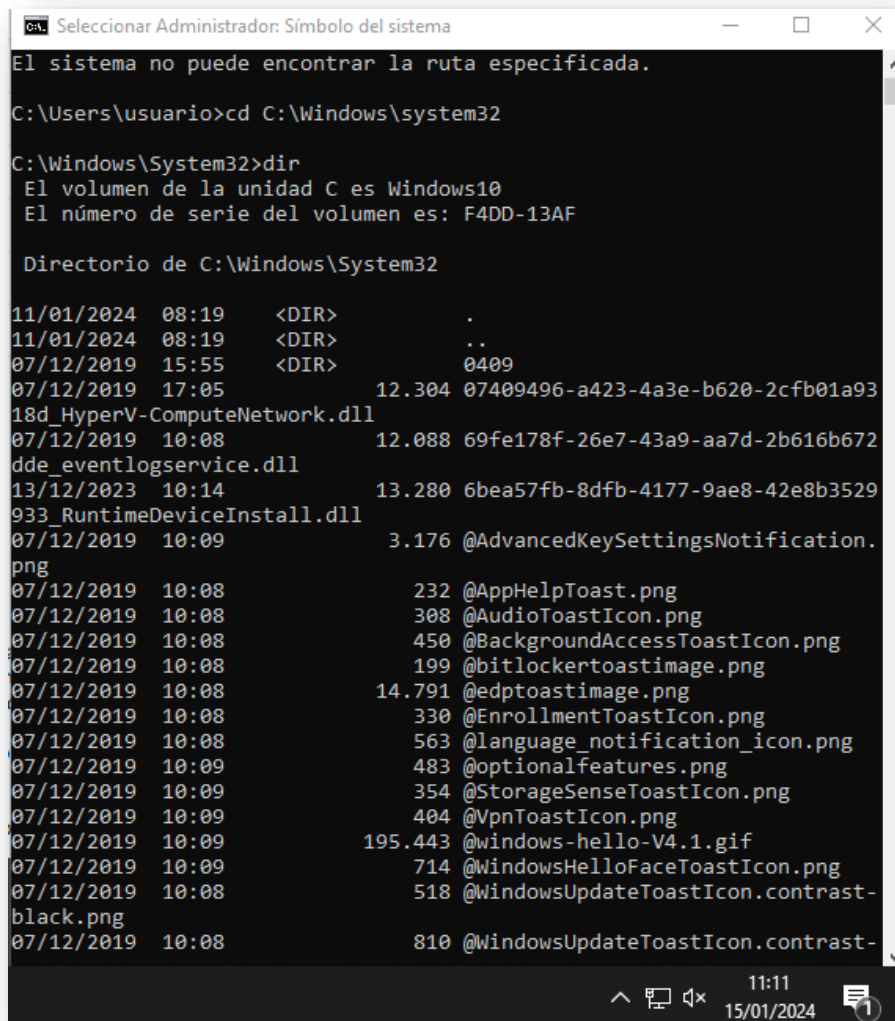 Seleccionar Administrador: Símbolo del sistema
El sistema no puede encontrar la ruta especificada.
C:\Users\usuario>cd C:\Windows\system32
C:\Windows\System32>dir
El volumen de la unidad C es Windows10
El número de serie del volumen es: F4DD-13AF
Directorio de C:\Windows\System32
11/01/2024 08:19 <DIR> .
11/01/2024 08:19 <DIR> ..
07/12/2019 15:55 <DIR> 0409
07/12/2019 17:05 12.304 07409496-a423-4a3e-b620-2cfb01a93
18d_HyperV-ComputeNetwork.dll
07/12/2019 10:08 12.088 69fe178f-26e7-43a9-aa7d-2b616b672
dde_eventlogservice.dll
13/12/2023 10:14 13.280 6bea57fb-8dfb-4177-9ae8-42e8b3529
933_RuntimeDeviceInstall.dll
07/12/2019 10:09 3.176 @AdvancedKeySettingsNotification.
png
07/12/2019 10:08 232 @AppHelpToast.png
07/12/2019 10:08 308 @AudioToastIcon.png
07/12/2019 10:08 450 @BackgroundAccessToastIcon.png
07/12/2019 10:08 199 @bitlockertoastimage.png
07/12/2019 10:08 14.791 @edptoastimage.png
07/12/2019 10:08 330 @EnrollmentToastIcon.png
07/12/2019 10:08 563 @language_notification_icon.png
07/12/2019 10:09 483 @optionalfeatures.png
07/12/2019 10:09 354 @StorageSenseToastIcon.png
07/12/2019 10:09 404 @VpnToastIcon.png
07/12/2019 10:09 195.443 @windows-hello-V4.1.gif
07/12/2019 10:09 714 @WindowsHelloFaceToastIcon.png
07/12/2019 10:08 518 @WindowsUpdateToastIcon.contrast-
black.png
07/12/2019 10:08 810 @WindowsUpdateToastIcon.contrast-
11:11
15/01/2024
1